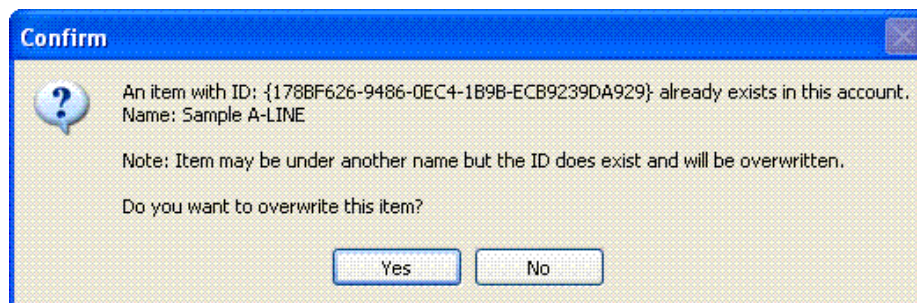 Confirm
An item with ID: {178BF626-9486-0EC4-1B9B-ECB9239DA929} already exists in this account.
Name: Sample A-LINE
Note: Item may be under another name but the ID does exist and will be overwritten.
Do you want to overwrite this item?
Yes
No